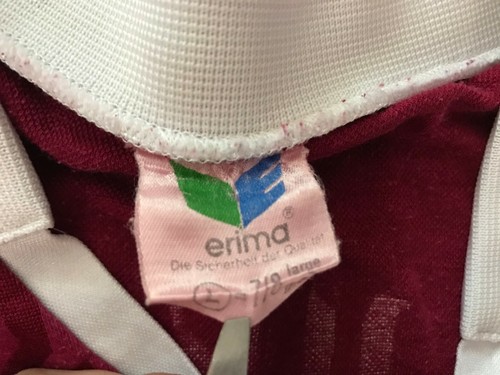 erima®
Die Sicherheit der Qualität
L = 7/8 large